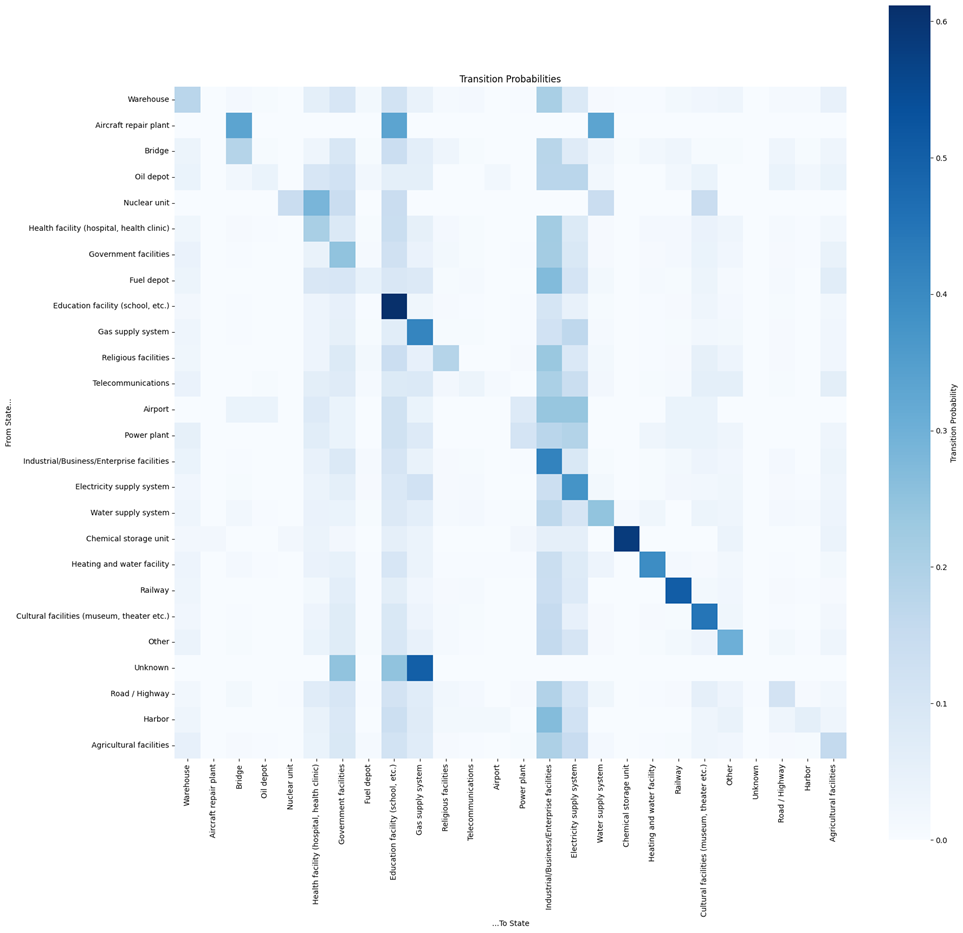 Transition Probabilities
From State...
Warehouse
Aircraft repair plant
Bridge
Oil depot
Nuclear unit
Health facility (hospital, health clinic)
Government facilities
Fuel depot
Education facility (school, etc.)
Gas supply system
Religious facilities
Telecommunications
Airport
Power plant
Industrial/Business/Enterprise facilities
Electricity supply system
Water supply system
Chemical storage unit
Heating and water facility
Railway
Cultural facilities (museum, theater etc.)
Other
Unknown
Road / Highway
Harbor
Agricultural facilities
Warehouse
Aircraft repair plant
Bridge
Oil depot
Nuclear unit
Health facility (hospital, health clinic)
Government facilities
Fuel depot
Education facility (school, etc.)
Gas supply system
Religious facilities
Telecommunications
Airport
Power plant
Industrial/Business/Enterprise facilities
Electricity supply system
Water supply system
Chemical storage unit
Heating and water facility
Railway
Cultural facilities (museum, theater etc.)
Other
Unknown
Road / Highway
Harbor
Agricultural facilities
...To State
0.6
0.5
0.4
0.3
0.2
0.1
0.0
Transition Probability